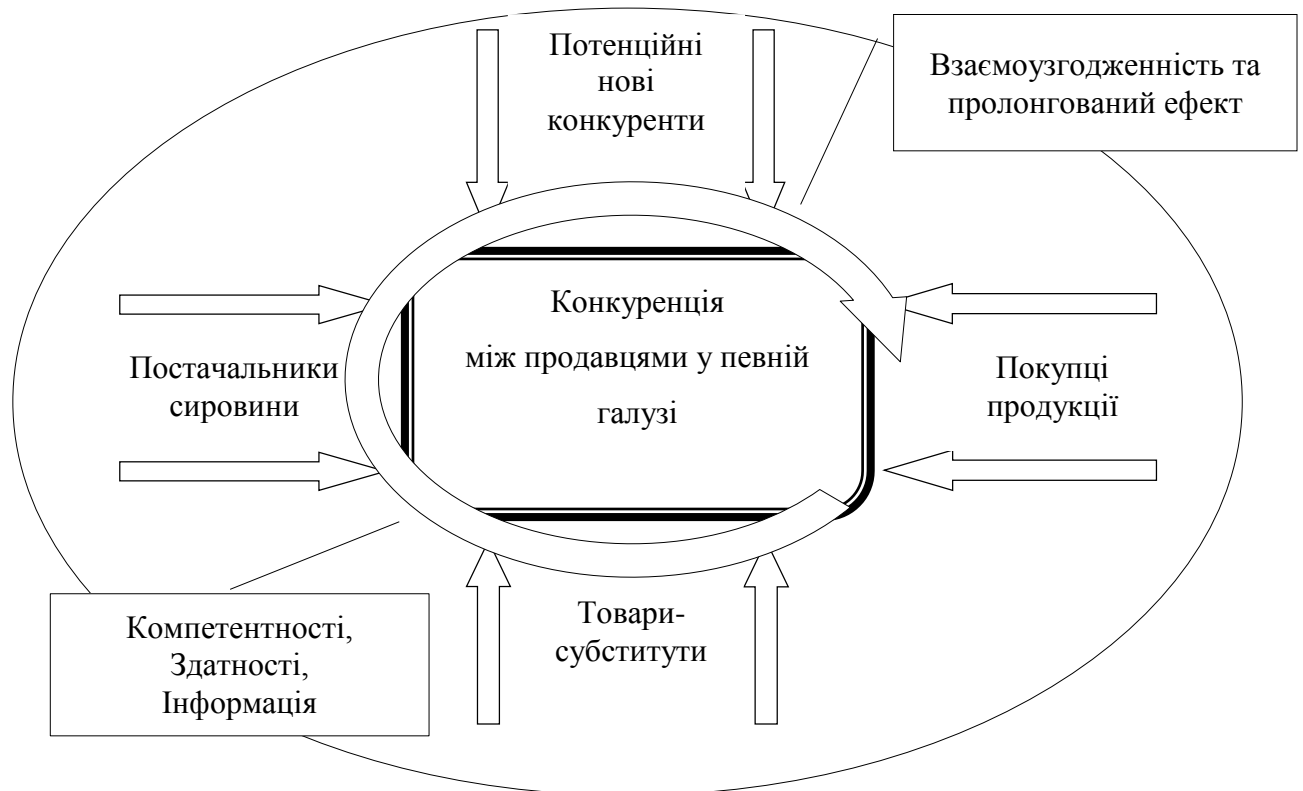 Потенційні
нові
конкуренти
Взаємоузгодженність та
пролонгований ефект
Конкуренція
між продавцями у певній
галузі
Постачальники
сировини
Покупці
продукції
Товари-
субститути
Компетентності,
Здатності,
Інформація